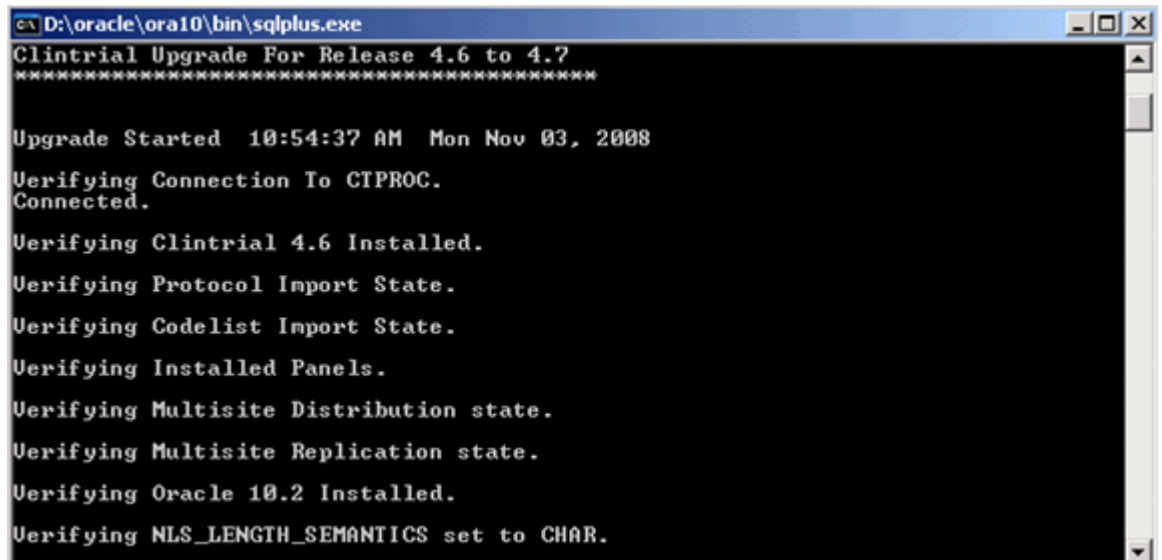 D:\oracle\ora10\bin\sqlplus.exe
Clintrial Upgrade For Release 4.6 to 4.7
******************************************
Upgrade Started  10:54:37 AM  Mon Nov 03, 2008
Verifying Connection To CTPROC.
Connected.
Verifying Clintrial 4.6 Installed.
Verifying Protocol Import State.
Verifying Codelist Import State.
Verifying Installed Panels.
Verifying Multisite Distribution state.
Verifying Multisite Replication state.
Verifying Oracle 10.2 Installed.
Verifying NLS_LENGTH_SEMANTICS set to CHAR.